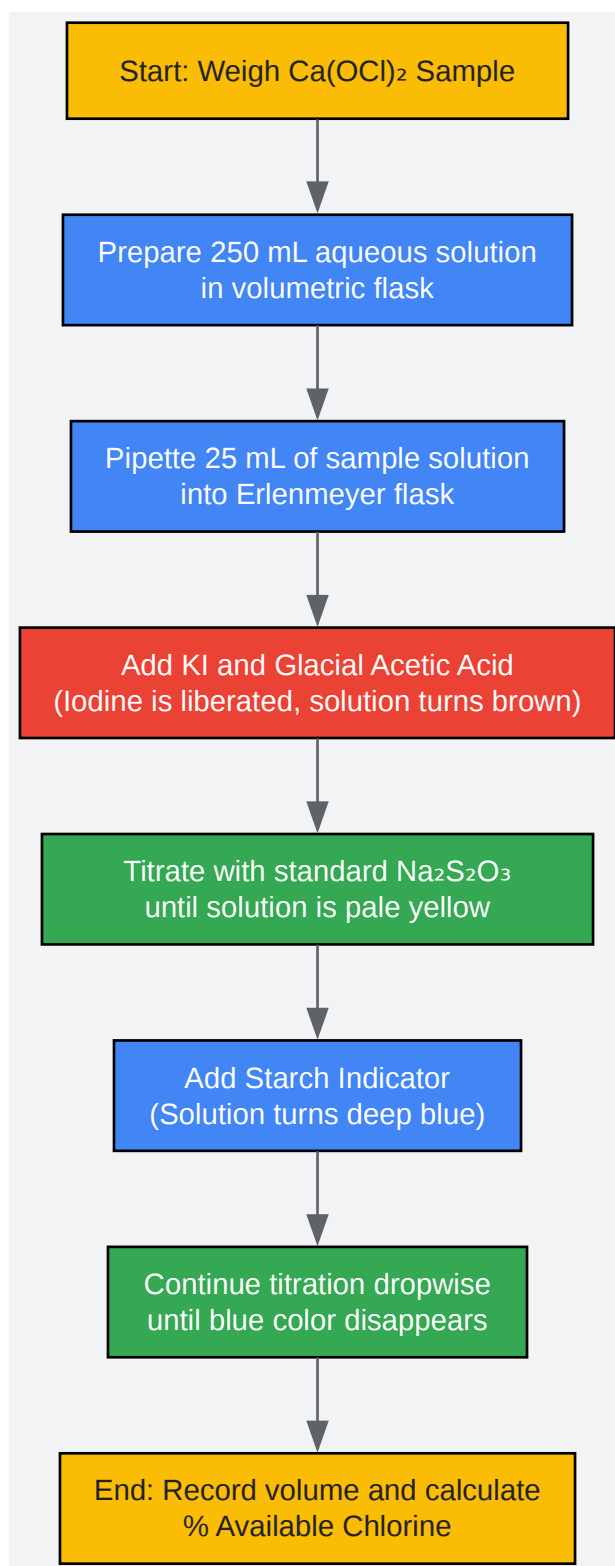 Start: Weigh Ca(OCl)₂ Sample
Prepare 250 mL aqueous solution
in volumetric flask
Pipette 25 mL of sample solution
into Erlenmeyer flask
Add KI and Glacial Acetic Acid
(Iodine is liberated, solution turns brown)
Titrate with standard Na₂S₂O₃
until solution is pale yellow
Add Starch Indicator
(Solution turns deep blue)
Continue titration dropwise
until blue color disappears
End: Record volume and calculate
% Available Chlorine